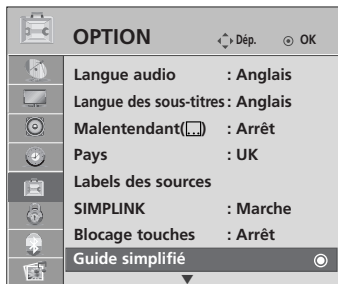 OPTION Dép. OK
Langue audio : Anglais
Langue des sous-titres : Anglais
Malentendant( ) : Arrêt
Pays : UK
Labels des sources
SIMPLINK : Marche
Blocage touches : Arrêt
Guide simplifié